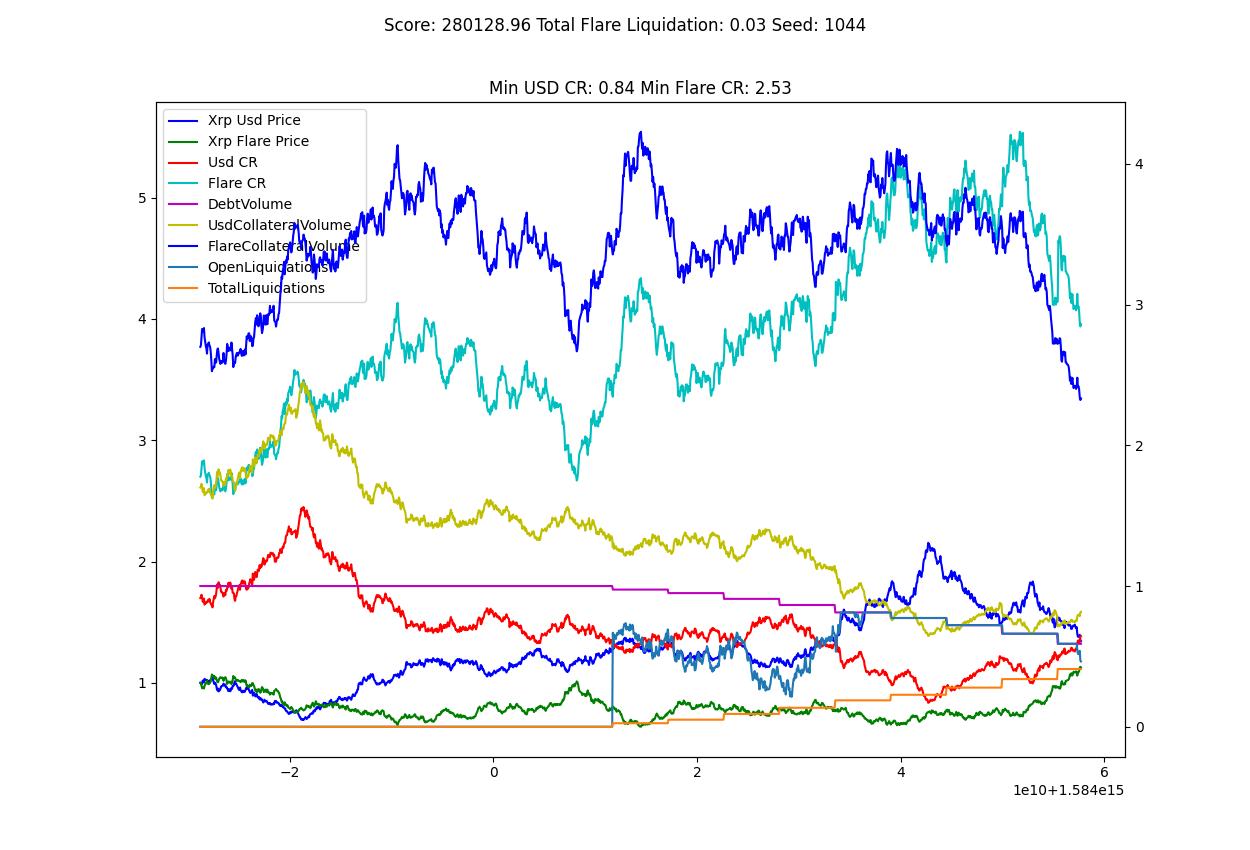 Score: 280128.96 Total Flare Liquidation: 0.03 Seed: 1044
Min USD CR: 0.84 Min Flare CR: 2.53
Xrp Usd Price
Xrp Flare Price
Usd CR
Flare CR
DebtVolume
UsdCollateralVolume
FlareCollateralVolume
OpenLiquidations
TotalLiquidations
5
4
3
2
1
4
3
2
1
0
−2
0
2
4
6
1e10+1.584e15